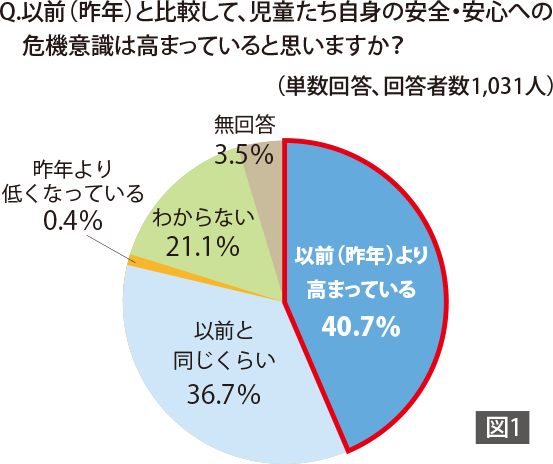 Q.以前（昨年）と比較して、児童たち自身の安全・安心への
危機意識は高まっていると思いますか？
（単数回答、回答者数1,031人）
無回答
3.5%
昨年より
低くなっている
0.4%
わからない
21.1%
以前（昨年）より
高まっている
40.7%
以前と
同じくらい
36.7%
図1